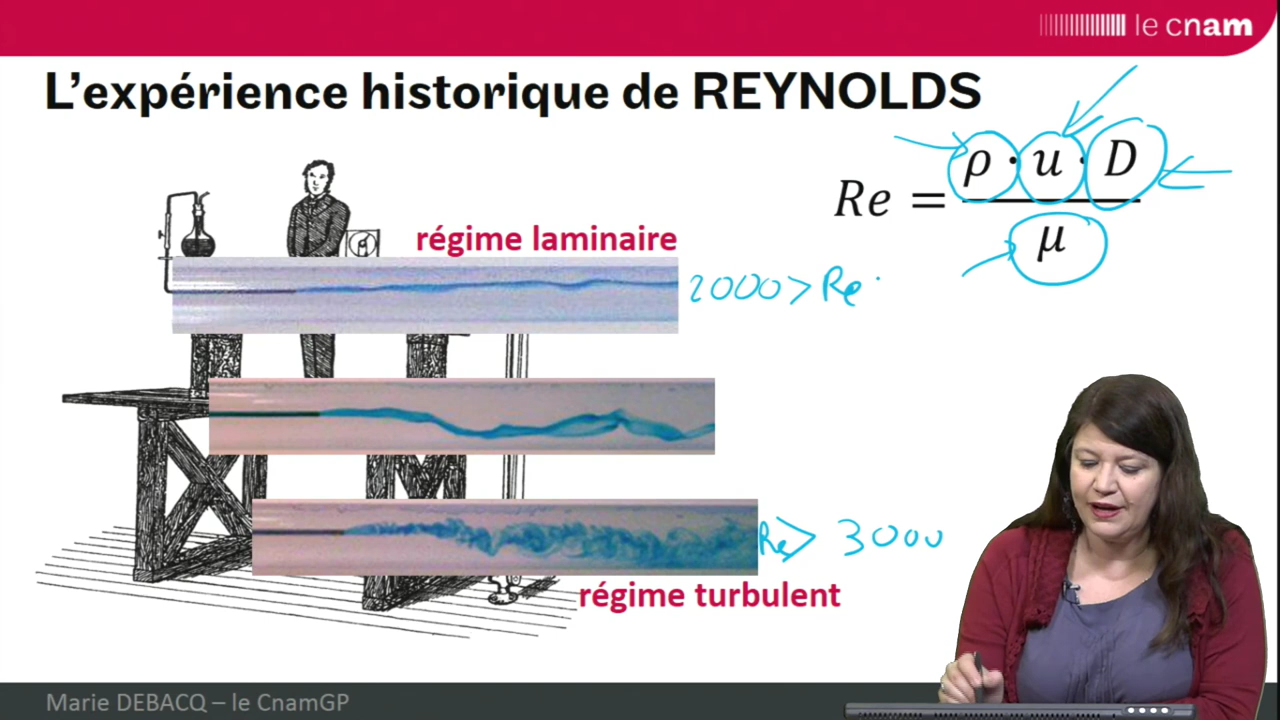 le cnam
L'expérience historique de REYNOLDS
Re = ρ · u · D / μ
régime laminaire
2000 > Re
Re > 3000
régime turbulent
Marie DEBACQ – le CnamGP